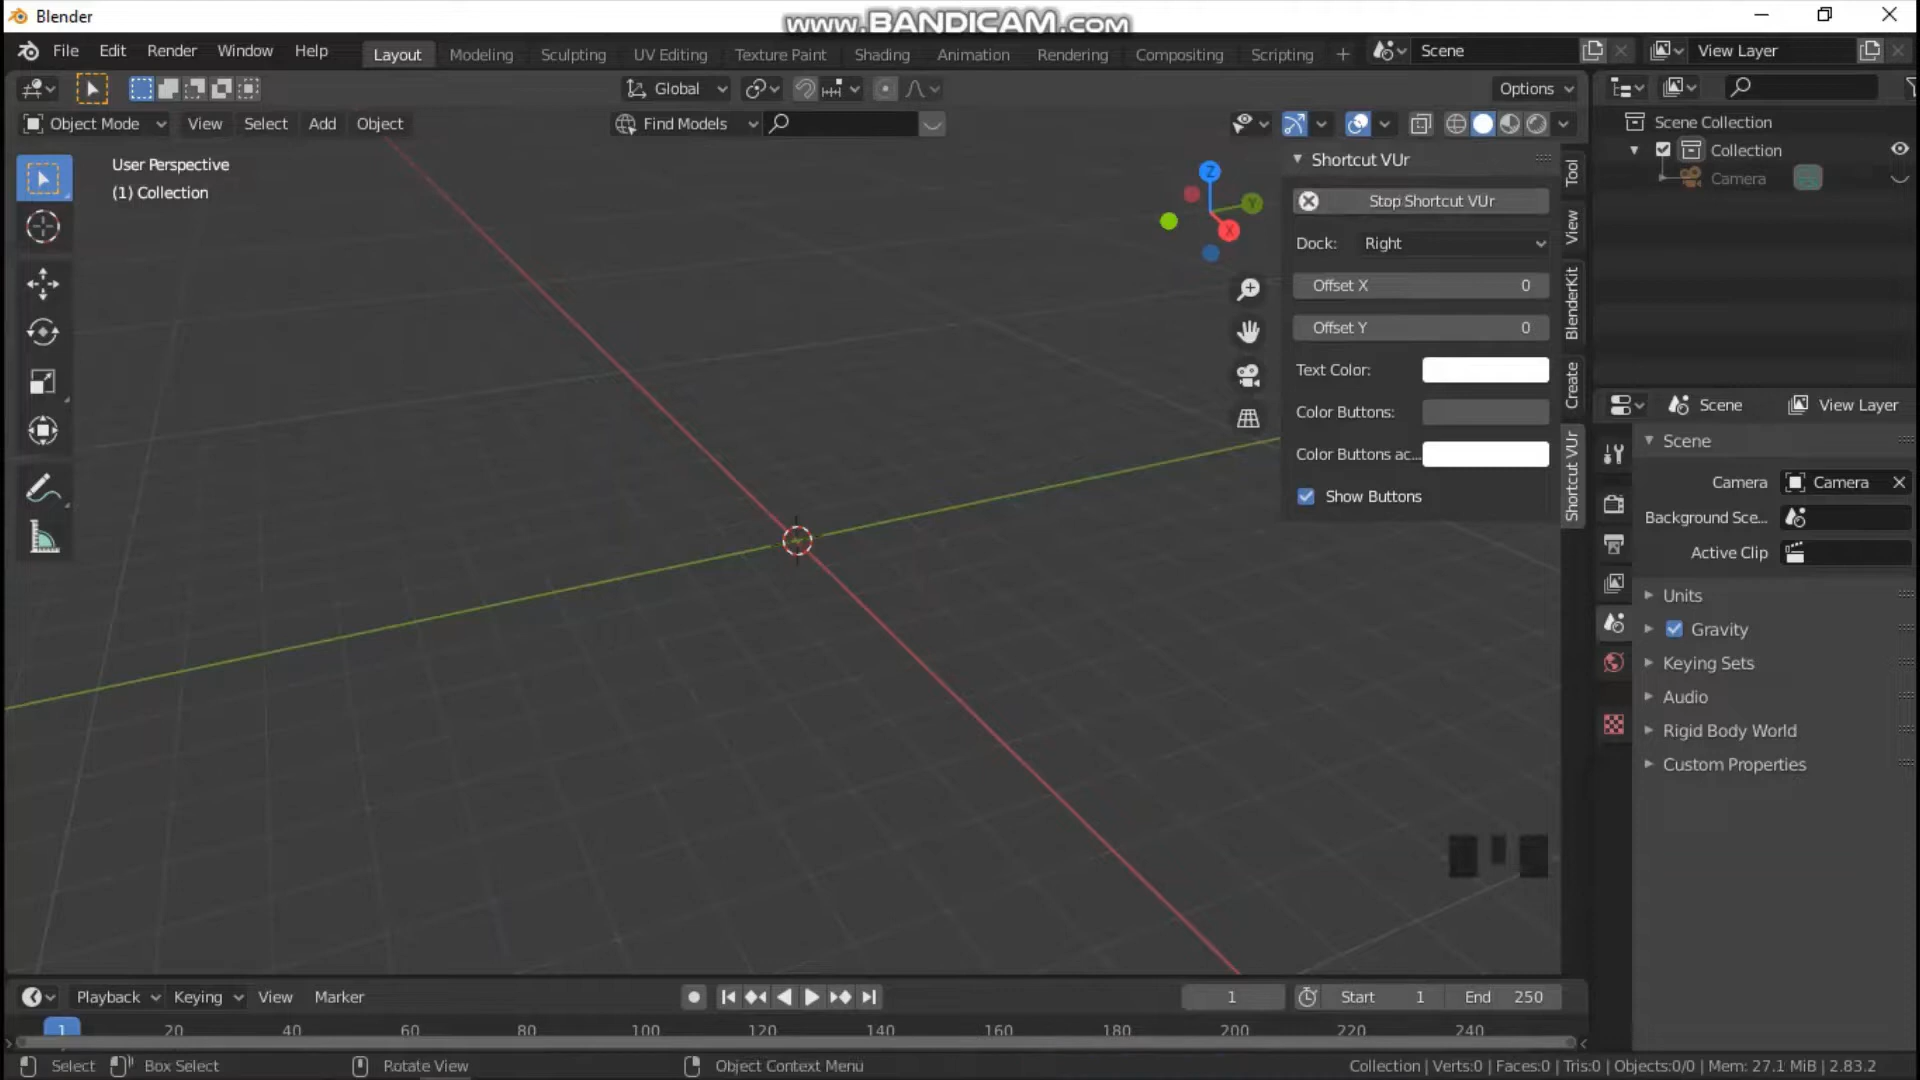 Blender
www.BANDICAM.com
File Edit Render Window Help
Layout Modeling Sculpting UV Editing Texture Paint Shading Animation Rendering Compositing Scripting +
Scene
View Layer
Global
Options
Object Mode View Select Add Object
Find Models
User Perspective
(1) Collection
Z
Y
X
Shortcut VUr
Stop Shortcut VUr
Dock: Right
Offset X 0
Offset Y 0
Text Color:
Color Buttons:
Color Buttons ac...
Show Buttons
Tool
View
BlenderKit
Create
Shortcut VUr
Scene Collection
Collection
Camera
Scene View Layer
Scene
Camera Camera
Background Sce...
Active Clip
Units
Gravity
Keying Sets
Audio
Rigid Body World
Custom Properties
Playback Keying View Marker
1
Start 1 End 250
1 20 40 60 80 100 120 140 160 180 200 220 240
Select Box Select Rotate View Object Context Menu
Collection | Verts:0 | Faces:0 | Tris:0 | Objects:0/0 | Mem: 27.1 MiB | 2.83.2